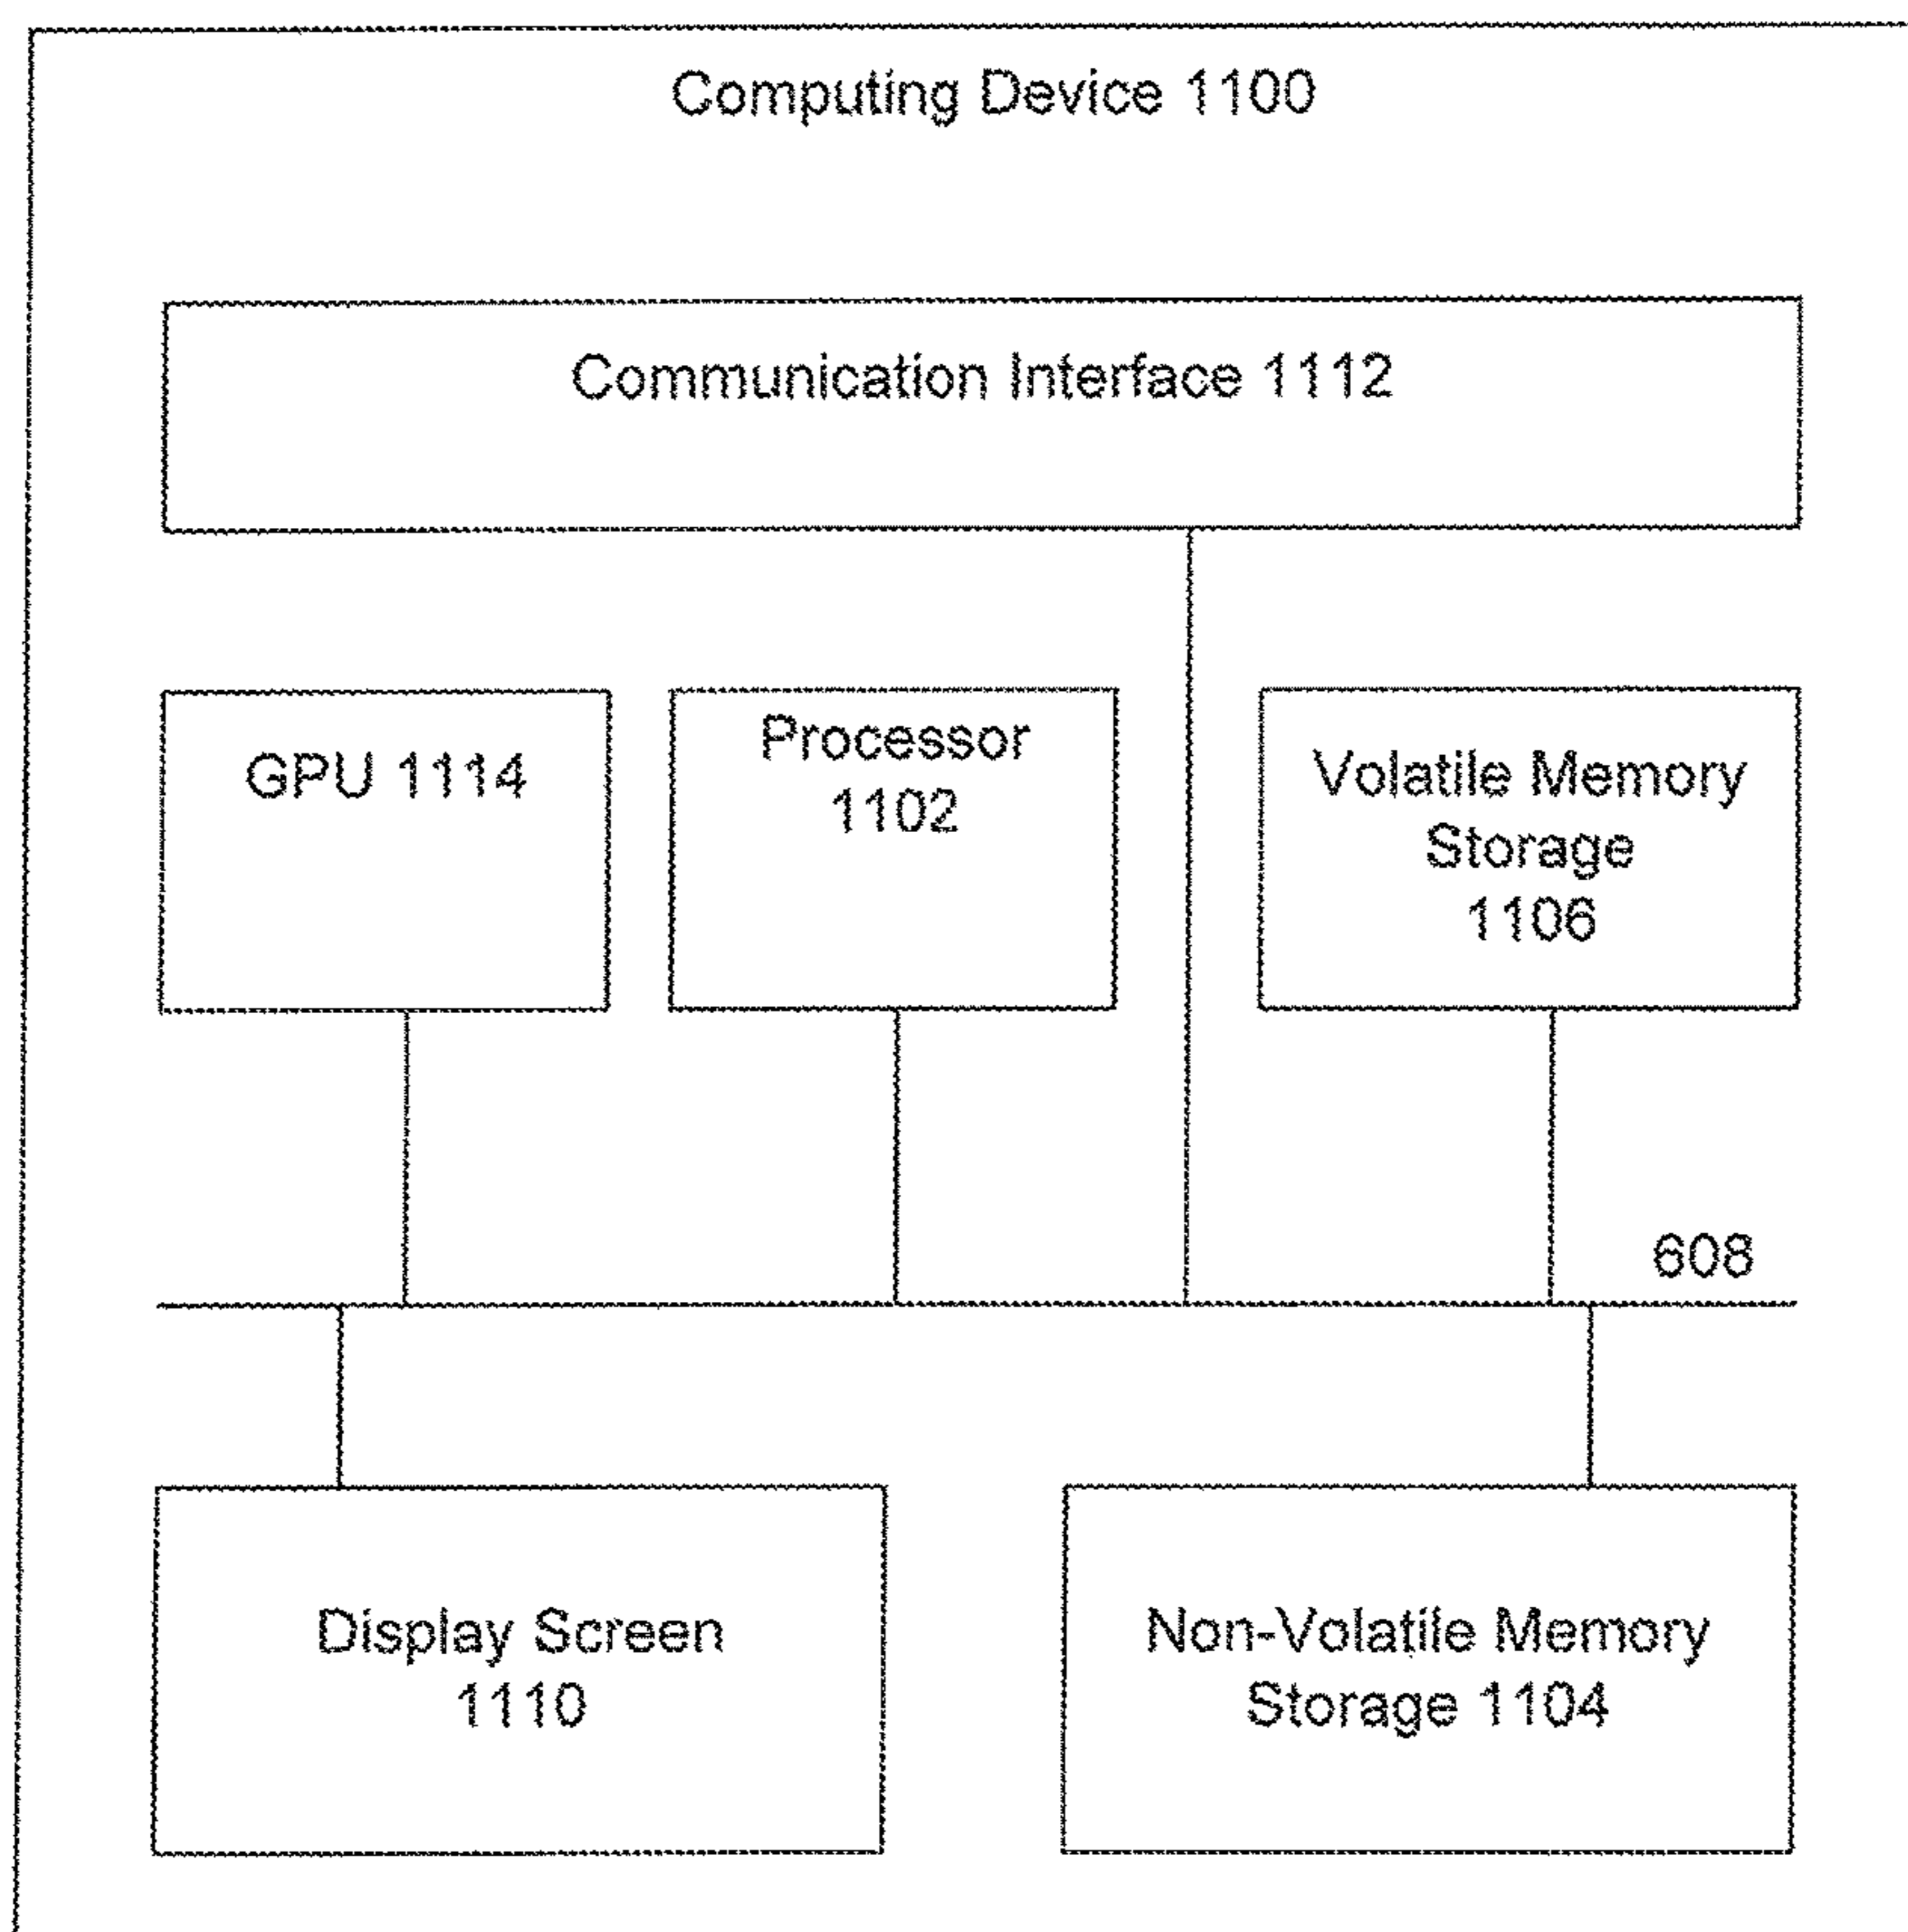 Computing Device 1100
Communication Interface 1112
GPU 1114
Processor
1102
Volatile Memory
Storage
1106
608
Display Screen
1110
Non-Volatile Memory
Storage 1104